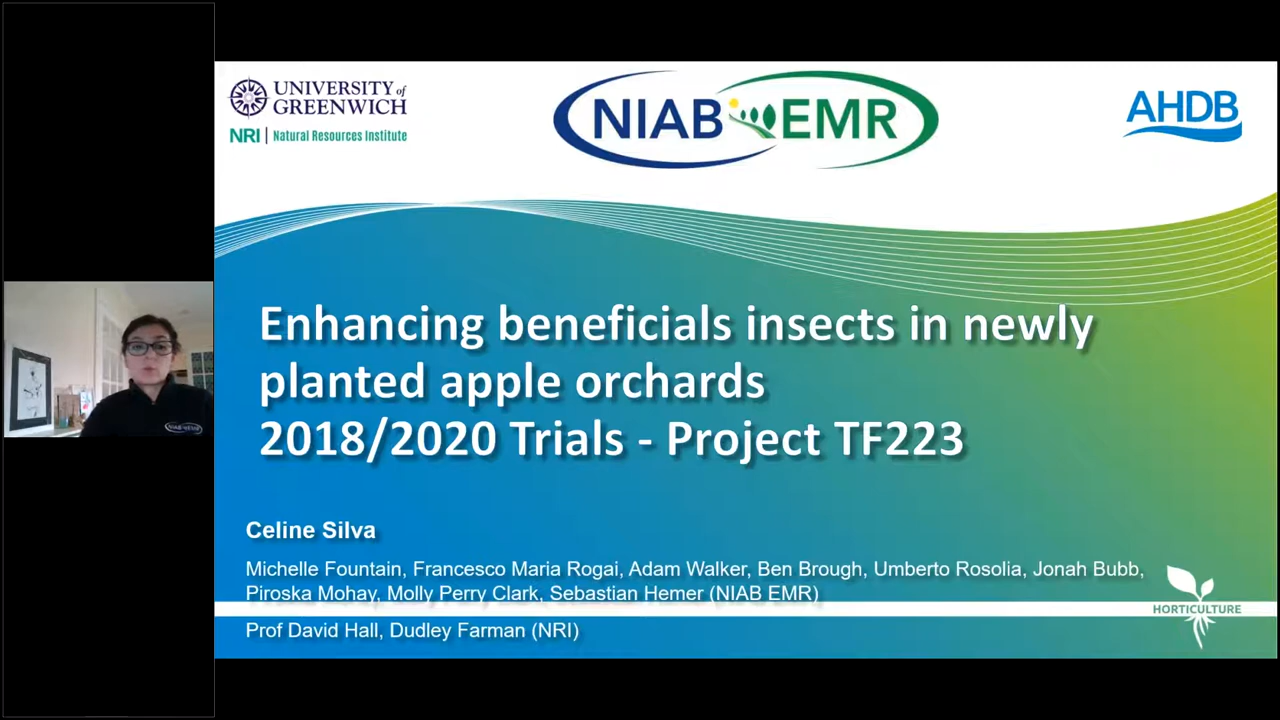 UNIVERSITY of
GREENWICH
NRI | Natural Resources Institute
NIAB EMR
AHDB
Enhancing beneficials insects in newly
planted apple orchards
2018/2020 Trials - Project TF223
Celine Silva
Michelle Fountain, Francesco Maria Rogai, Adam Walker, Ben Brough, Umberto Rosolia, Jonah Bubb,
Piroska Mohay, Molly Perry Clark, Sebastian Hemer (NIAB EMR)
HORTICULTURE
Prof David Hall, Dudley Farman (NRI)
NIAB EMR